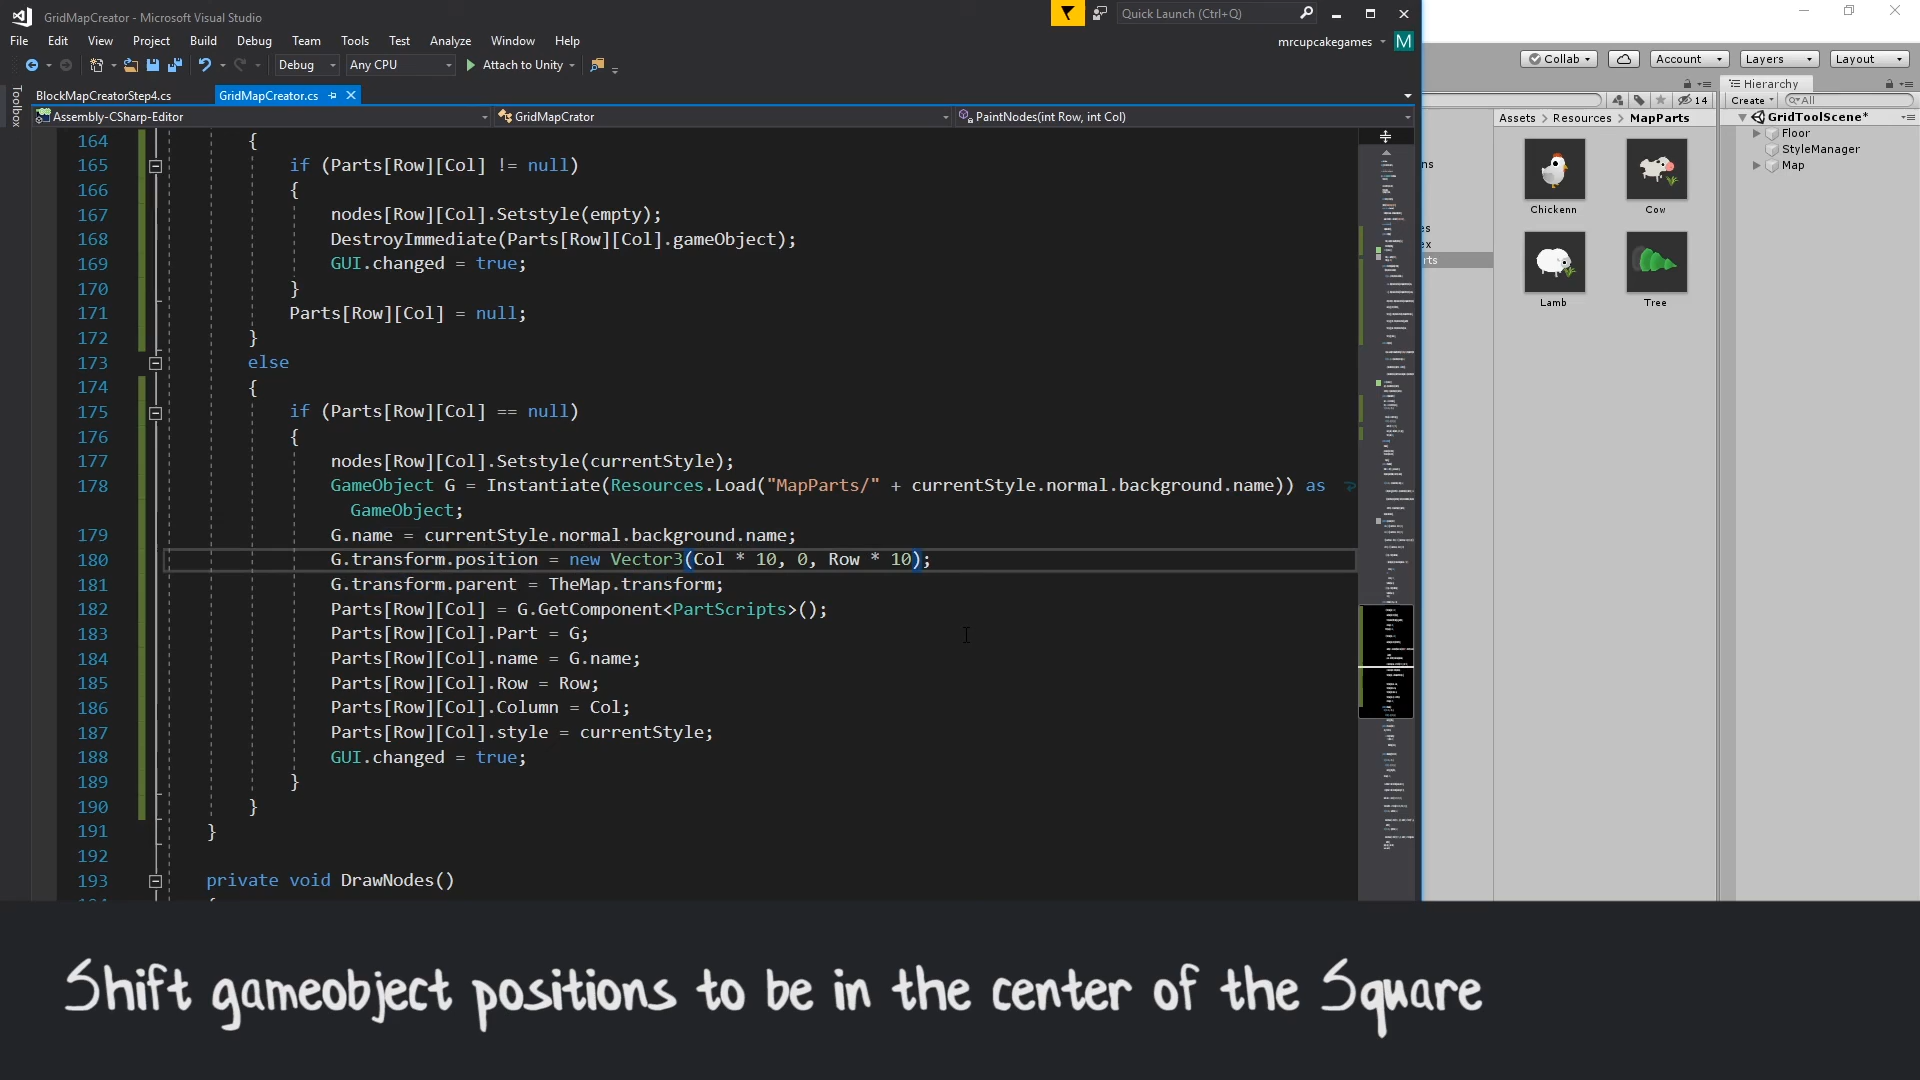 GridMapCreator - Microsoft Visual Studio
Quick Launch (Ctrl+Q)
File Edit View Project Build Debug Team Tools Test Analyze Window Help
mrcupcakegames M
Debug Any CPU Attach to Unity
Toolbox
BlockMapCreatorStep4.cs GridMapCreator.cs
Assembly-CSharp-Editor GridMapCrator PaintNodes(int Row, int Col)
164 {
165 if (Parts[Row][Col] != null)
166 {
167 nodes[Row][Col].Setstyle(empty);
168 DestroyImmediate(Parts[Row][Col].gameObject);
169 GUI.changed = true;
170 }
171 Parts[Row][Col] = null;
172 }
173 else
174 {
175 if (Parts[Row][Col] == null)
176 {
177 nodes[Row][Col].Setstyle(currentStyle);
178 GameObject G = Instantiate(Resources.Load("MapParts/" + currentStyle.normal.background.name)) as
GameObject;
179 G.name = currentStyle.normal.background.name;
180 G.transform.position = new Vector3(Col * 10, 0, Row * 10);
181 G.transform.parent = TheMap.transform;
182 Parts[Row][Col] = G.GetComponent<PartScripts>();
183 Parts[Row][Col].Part = G;
184 Parts[Row][Col].name = G.name;
185 Parts[Row][Col].Row = Row;
186 Parts[Row][Col].Column = Col;
187 Parts[Row][Col].style = currentStyle;
188 GUI.changed = true;
189 }
190 }
191 }
192
193 private void DrawNodes()
Collab Account Layers Layout
Hierarchy
14 Create All
Assets > Resources > MapParts
GridToolScene*
Floor
StyleManager
Map
Chickenn Cow
Lamb Tree
Shift gameobject positions to be in the center of the Square